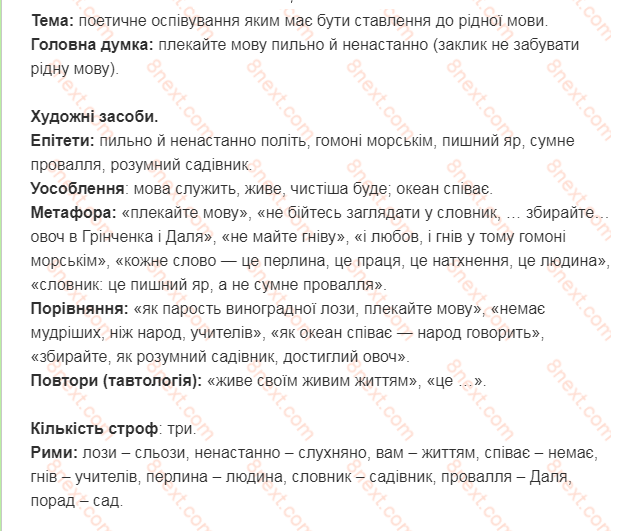 Тема: поетичне оспівування яким має бути ставлення до рідної мови.
Головна думка: плекайте мову пильно й ненастанно (заклик не забувати
рідну мову).
Художні засоби.
Епітети: пильно й ненастанно політь, гомоні морськім, пишний яр, сумне
провалля, розумний садівник.
Уособлення: мова служить, живе, чистіша буде; океан співає.
Метафора: «плекайте мову», «не бійтесь заглядати у словник, … збирайте…
овоч в Грінченка і Даля», «не майте гніву», «і любов, і гнів у тому гомоні
морськім», «кожне слово — це перлина, це праця, це натхнення, це людина»,
«словник: це пишний яр, а не сумне провалля».
Порівняння: «як парость виноградної лози, плекайте мову», «немає
мудріших, ніж народ, учителів», «як океан співає — народ говорить»,
«збирайте, як розумний садівник, достиглий овоч».
Повтори (тавтологія): «живе своїм живим життям», «це …».
Кількість строф: три.
Рими: лози – сльози, ненастанно – слухняно, вам – життям, співає – немає,
гнів – учителів, перлина – людина, словник – садівник, провалля – Даля,
порад – сад.
8next.com